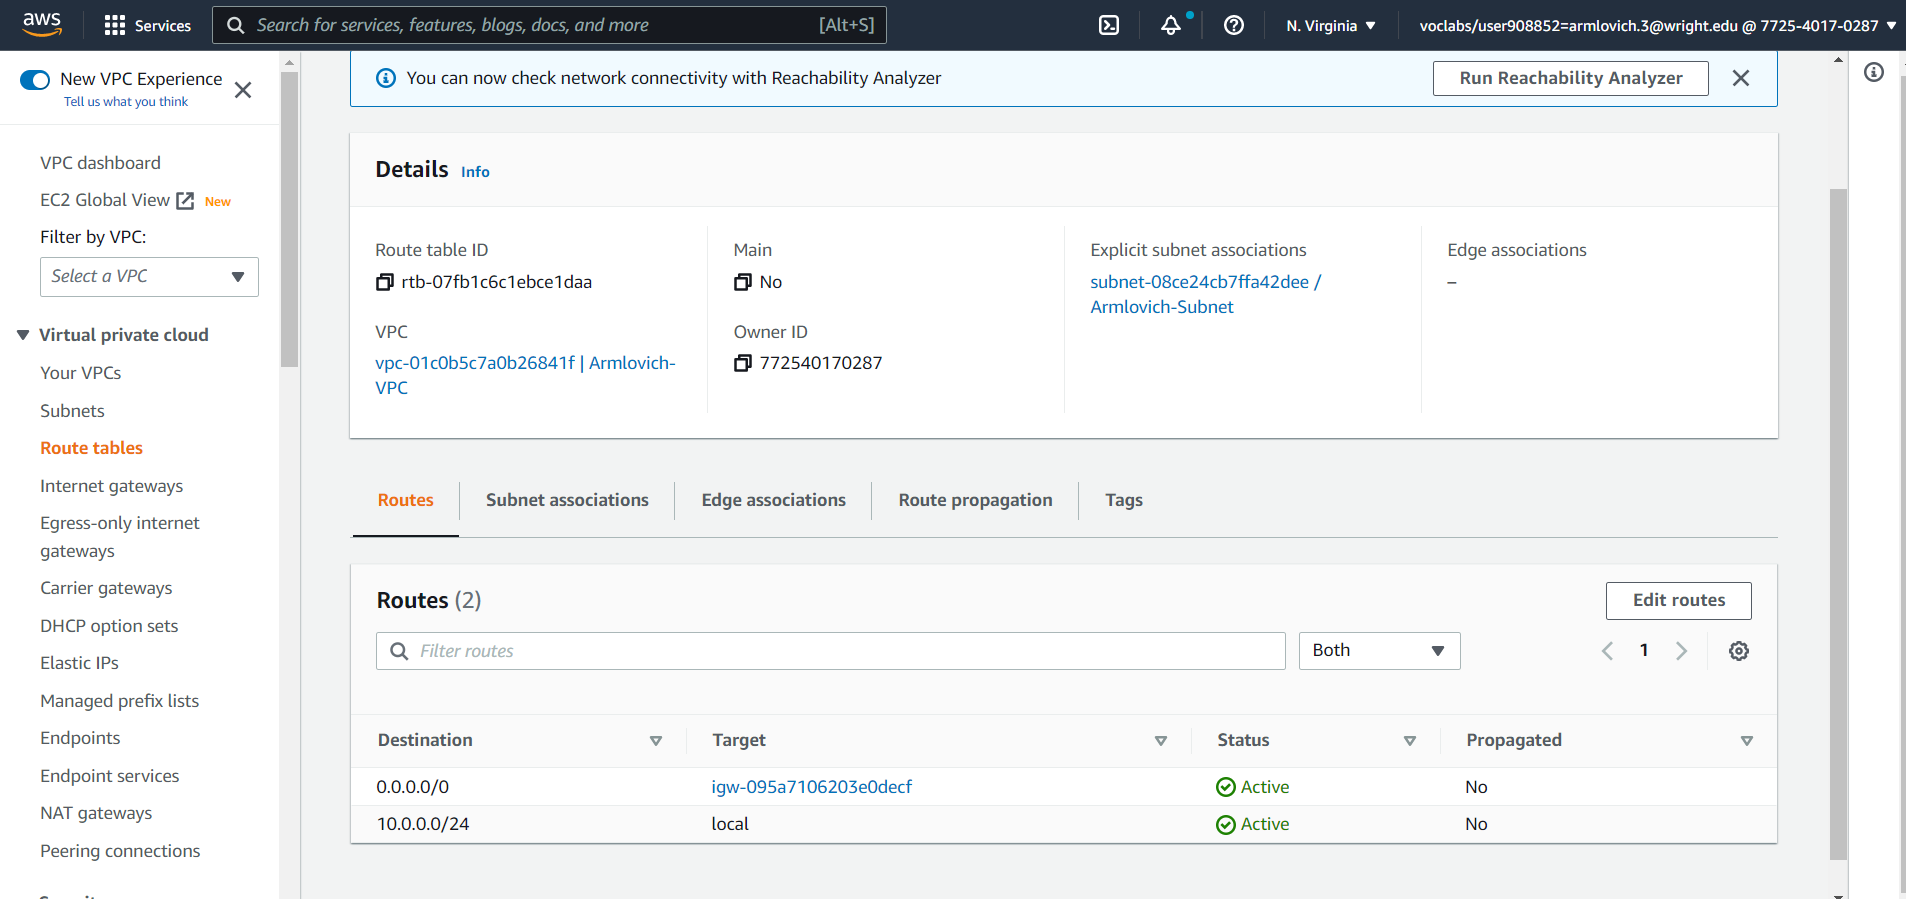 aws
Services
Search for services, features, blogs, docs, and more
[Alt+S]
N. Virginia
voclabs/user908852=armlovich.3@wright.edu @ 7725-4017-0287
New VPC Experience
Tell us what you think
VPC dashboard
EC2 Global View
New
Filter by VPC:
Select a VPC
Virtual private cloud
Your VPCs
Subnets
Route tables
Internet gateways
Egress-only internet
gateways
Carrier gateways
DHCP option sets
Elastic IPs
Managed prefix lists
Endpoints
Endpoint services
NAT gateways
Peering connections
You can now check network connectivity with Reachability Analyzer
Run Reachability Analyzer
Details Info
Route table ID
rtb-07fb1c6c1ebce1daa
Main
No
Explicit subnet associations
subnet-08ce24cb7ffa42dee /
Armlovich-Subnet
Edge associations
–
VPC
vpc-01c0b5c7a0b26841f | Armlovich-
VPC
Owner ID
772540170287
Routes
Subnet associations
Edge associations
Route propagation
Tags
Routes (2)
Edit routes
Filter routes
Both
1
Destination Target Status Propagated
0.0.0.0/0 igw-095a7106203e0decf Active No
10.0.0.0/24 local Active No